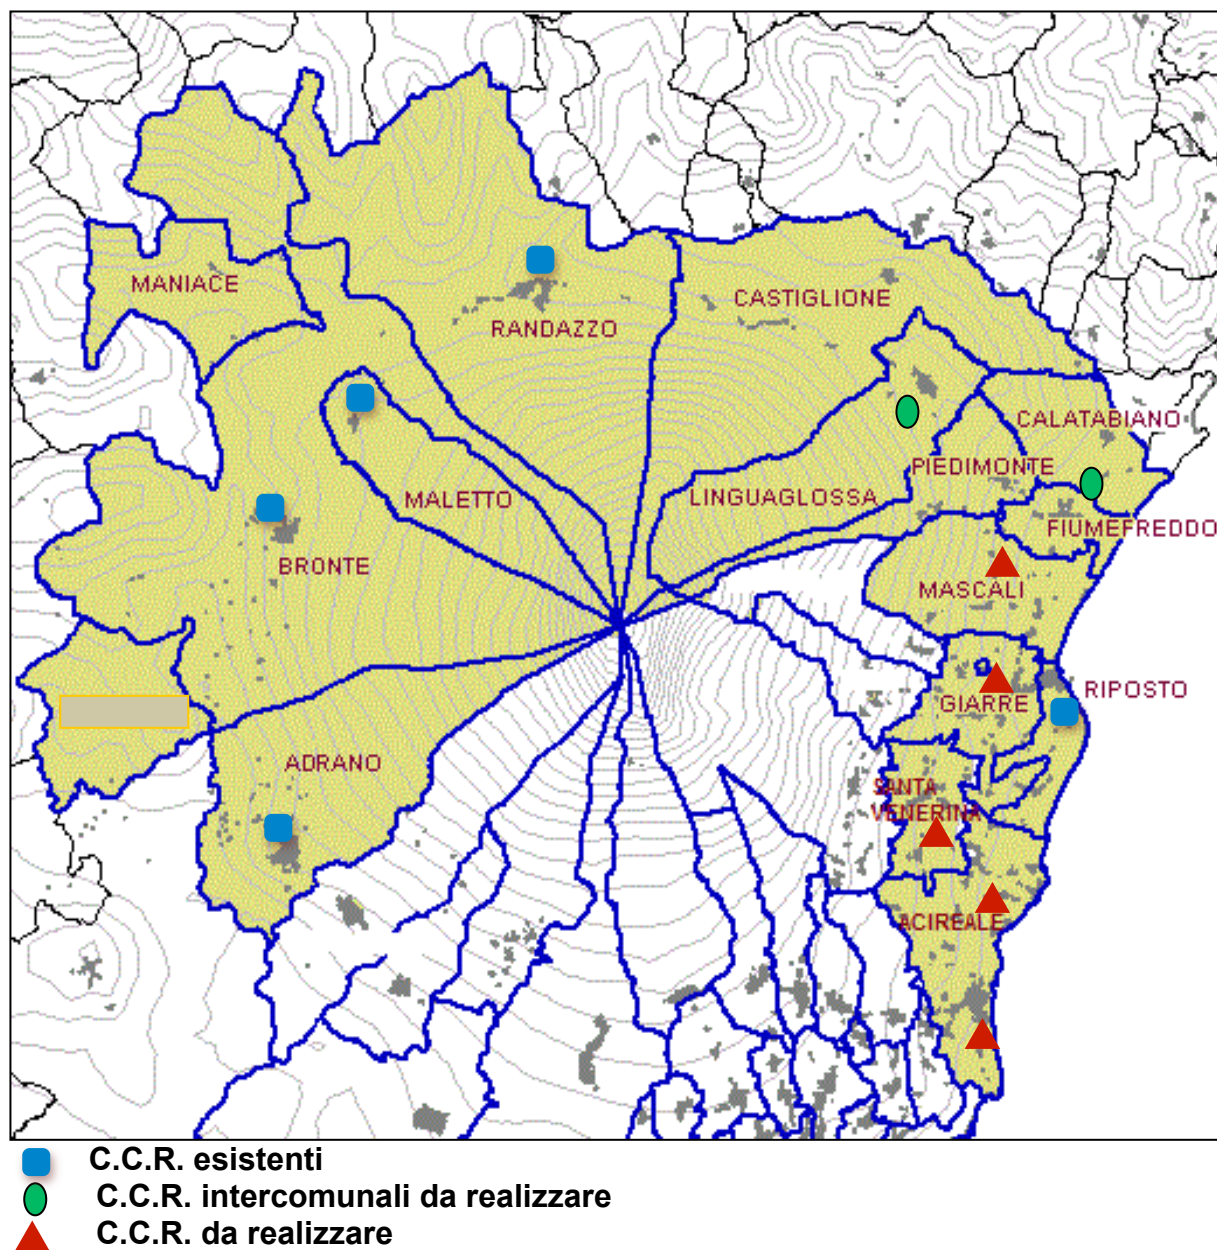 MANIACE
RANDAZZO
CASTIGLIONE
CALATABIANO
PIEDIMONTE
LINGUAGLOSSA
MALETTO
FIUMEFREDDO
BRONTE
MASCALI
RIPOSTO
GIARRE
ADRANO
SANTA
VENERINA
ACIREALE
C.C.R. esistenti
C.C.R. intercomunali da realizzare
C.C.R. da realizzare